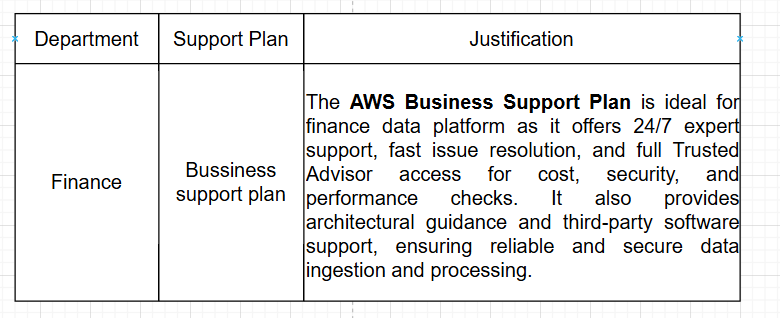 Department Support Plan Justification
The AWS Business Support Plan is ideal for
finance data platform as it offers 24/7 expert
support, fast issue resolution, and full Trusted
Bussiness
Advisor access for cost, security, and
Finance
support plan
performance checks. It also provides
architectural guidance and third-party software
support, ensuring reliable and secure data
ingestion and processing.